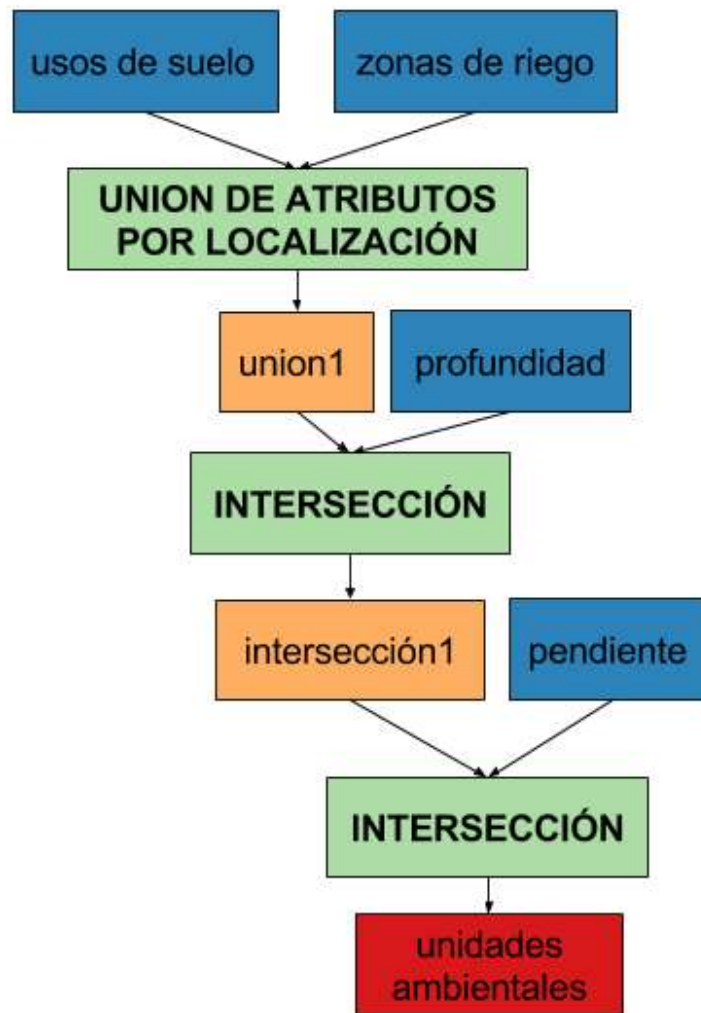 usos de suelo
zonas de riego
UNION DE ATRIBUTOS
POR LOCALIZACIÓN
union1
profundidad
INTERSECCIÓN
intersección1
pendiente
INTERSECCIÓN
unidades
ambientales